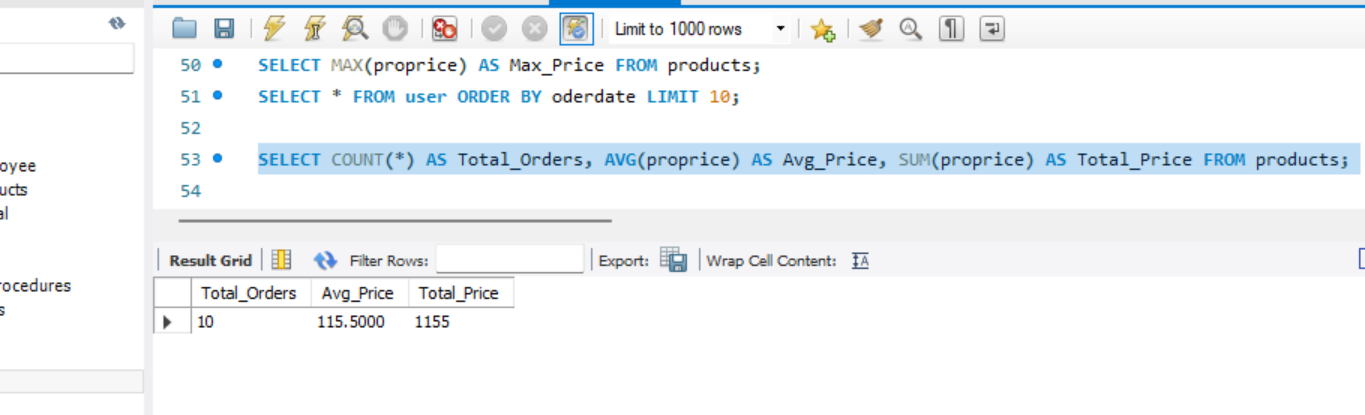 Limit to 1000 rows
50 SELECT MAX(proprice) AS Max_Price FROM products;
51 SELECT * FROM user ORDER BY oderdate LIMIT 10;
52
53 SELECT COUNT(*) AS Total_Orders, AVG(proprice) AS Avg_Price, SUM(proprice) AS Total_Price FROM products;
54
oyee
ucts
al
rocedures
s
Result Grid Filter Rows: Export: Wrap Cell Content: IA
Total_Orders Avg_Price Total_Price
10 115.5000 1155